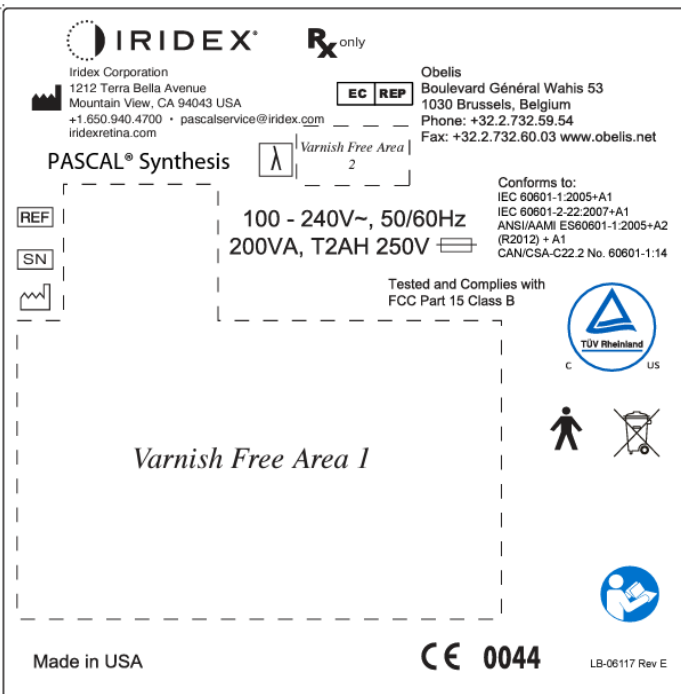 IRIDEX®
Rx only
Iridex Corporation
1212 Terra Bella Avenue
Mountain View, CA 94043 USA
+1.650.940.4700 • pascalservice@iridex.com
iridexretina.com
EC REP
Obelis
Boulevard Général Wahis 53
1030 Brussels, Belgium
Phone: +32.2.732.59.54
Fax: +32.2.732.60.03 www.obelis.net
PASCAL® Synthesis
λ
Varnish Free Area
2
REF
SN
100 - 240V~, 50/60Hz
200VA, T2AH 250V
Conforms to:
IEC 60601-1:2005+A1
IEC 60601-2-22:2007+A1
ANSI/AAMI ES60601-1:2005+A2
(R2012) + A1
CAN/CSA-C22.2 No. 60601-1:14
Tested and Complies with
FCC Part 15 Class B
TÜV Rheinland
C US
Varnish Free Area 1
Made in USA
CE 0044
LB-06117 Rev E